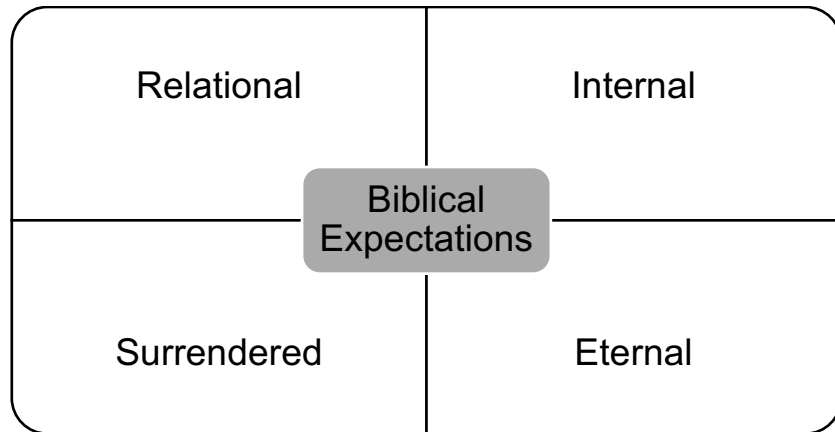 Relational
Internal
Biblical
Expectations
Surrendered
Eternal